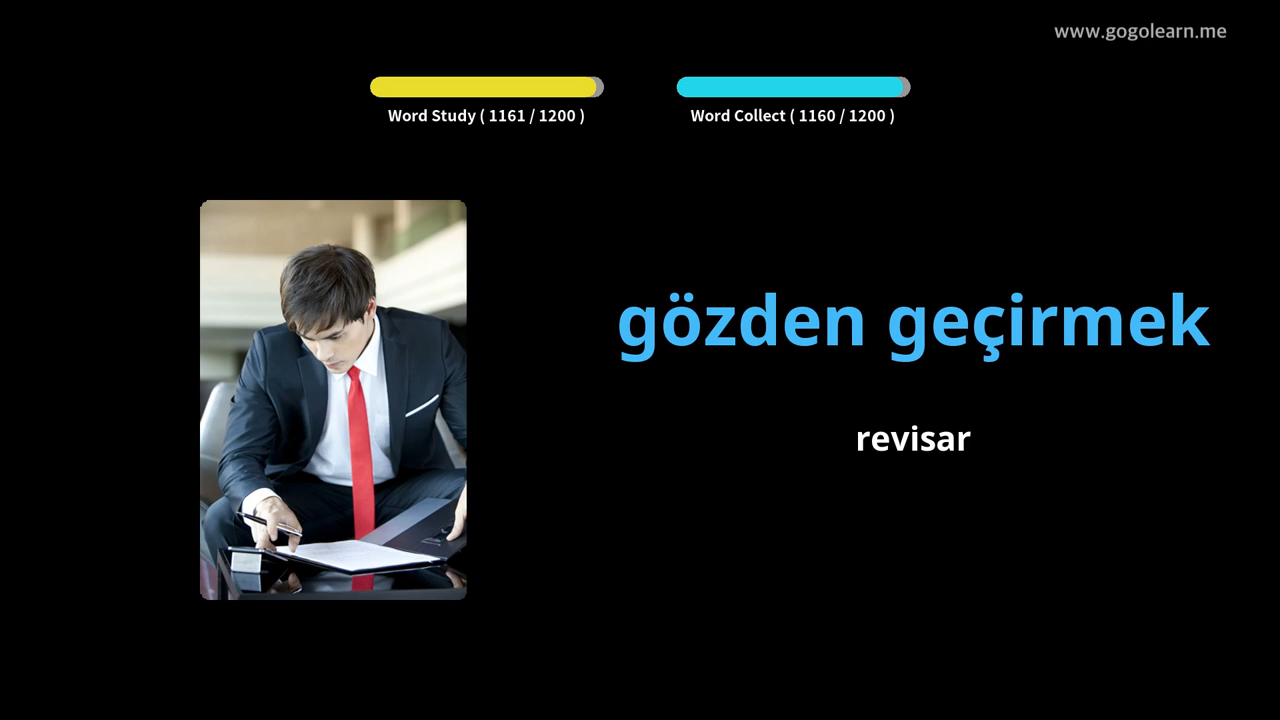 www.gogolearn.me
Word Study ( 1161 / 1200 )
Word Collect ( 1160 / 1200 )
gözden geçirmek
revisar